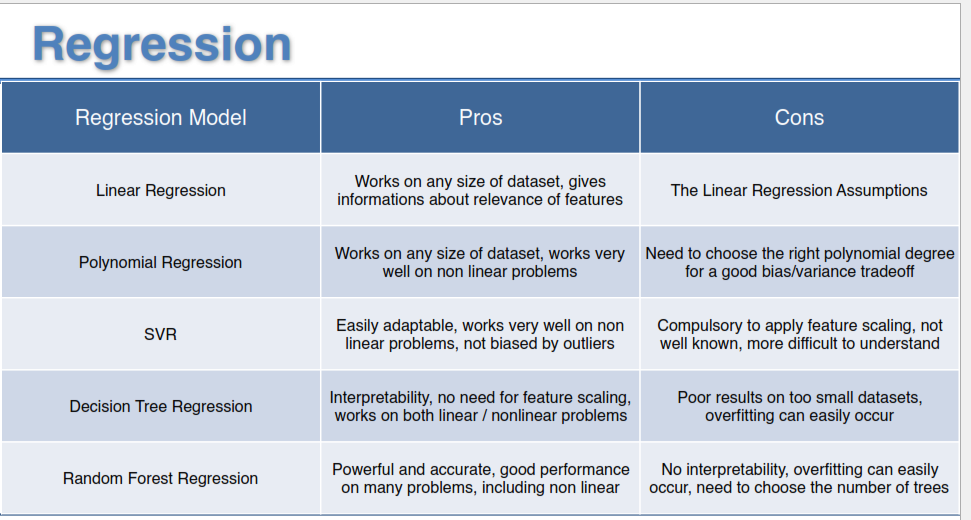 Regression
Regression Model
Pros
Cons
Linear Regression
Works on any size of dataset, gives
informations about relevance of features
The Linear Regression Assumptions
Polynomial Regression
Works on any size of dataset, works very
well on non linear problems
Need to choose the right polynomial degree
for a good bias/variance tradeoff
SVR
Easily adaptable, works very well on non
linear problems, not biased by outliers
Compulsory to apply feature scaling, not
well known, more difficult to understand
Decision Tree Regression
Interpretability, no need for feature scaling,
works on both linear / nonlinear problems
Poor results on too small datasets,
overfitting can easily occur
Random Forest Regression
Powerful and accurate, good performance
on many problems, including non linear
No interpretability, overfitting can easily
occur, need to choose the number of trees